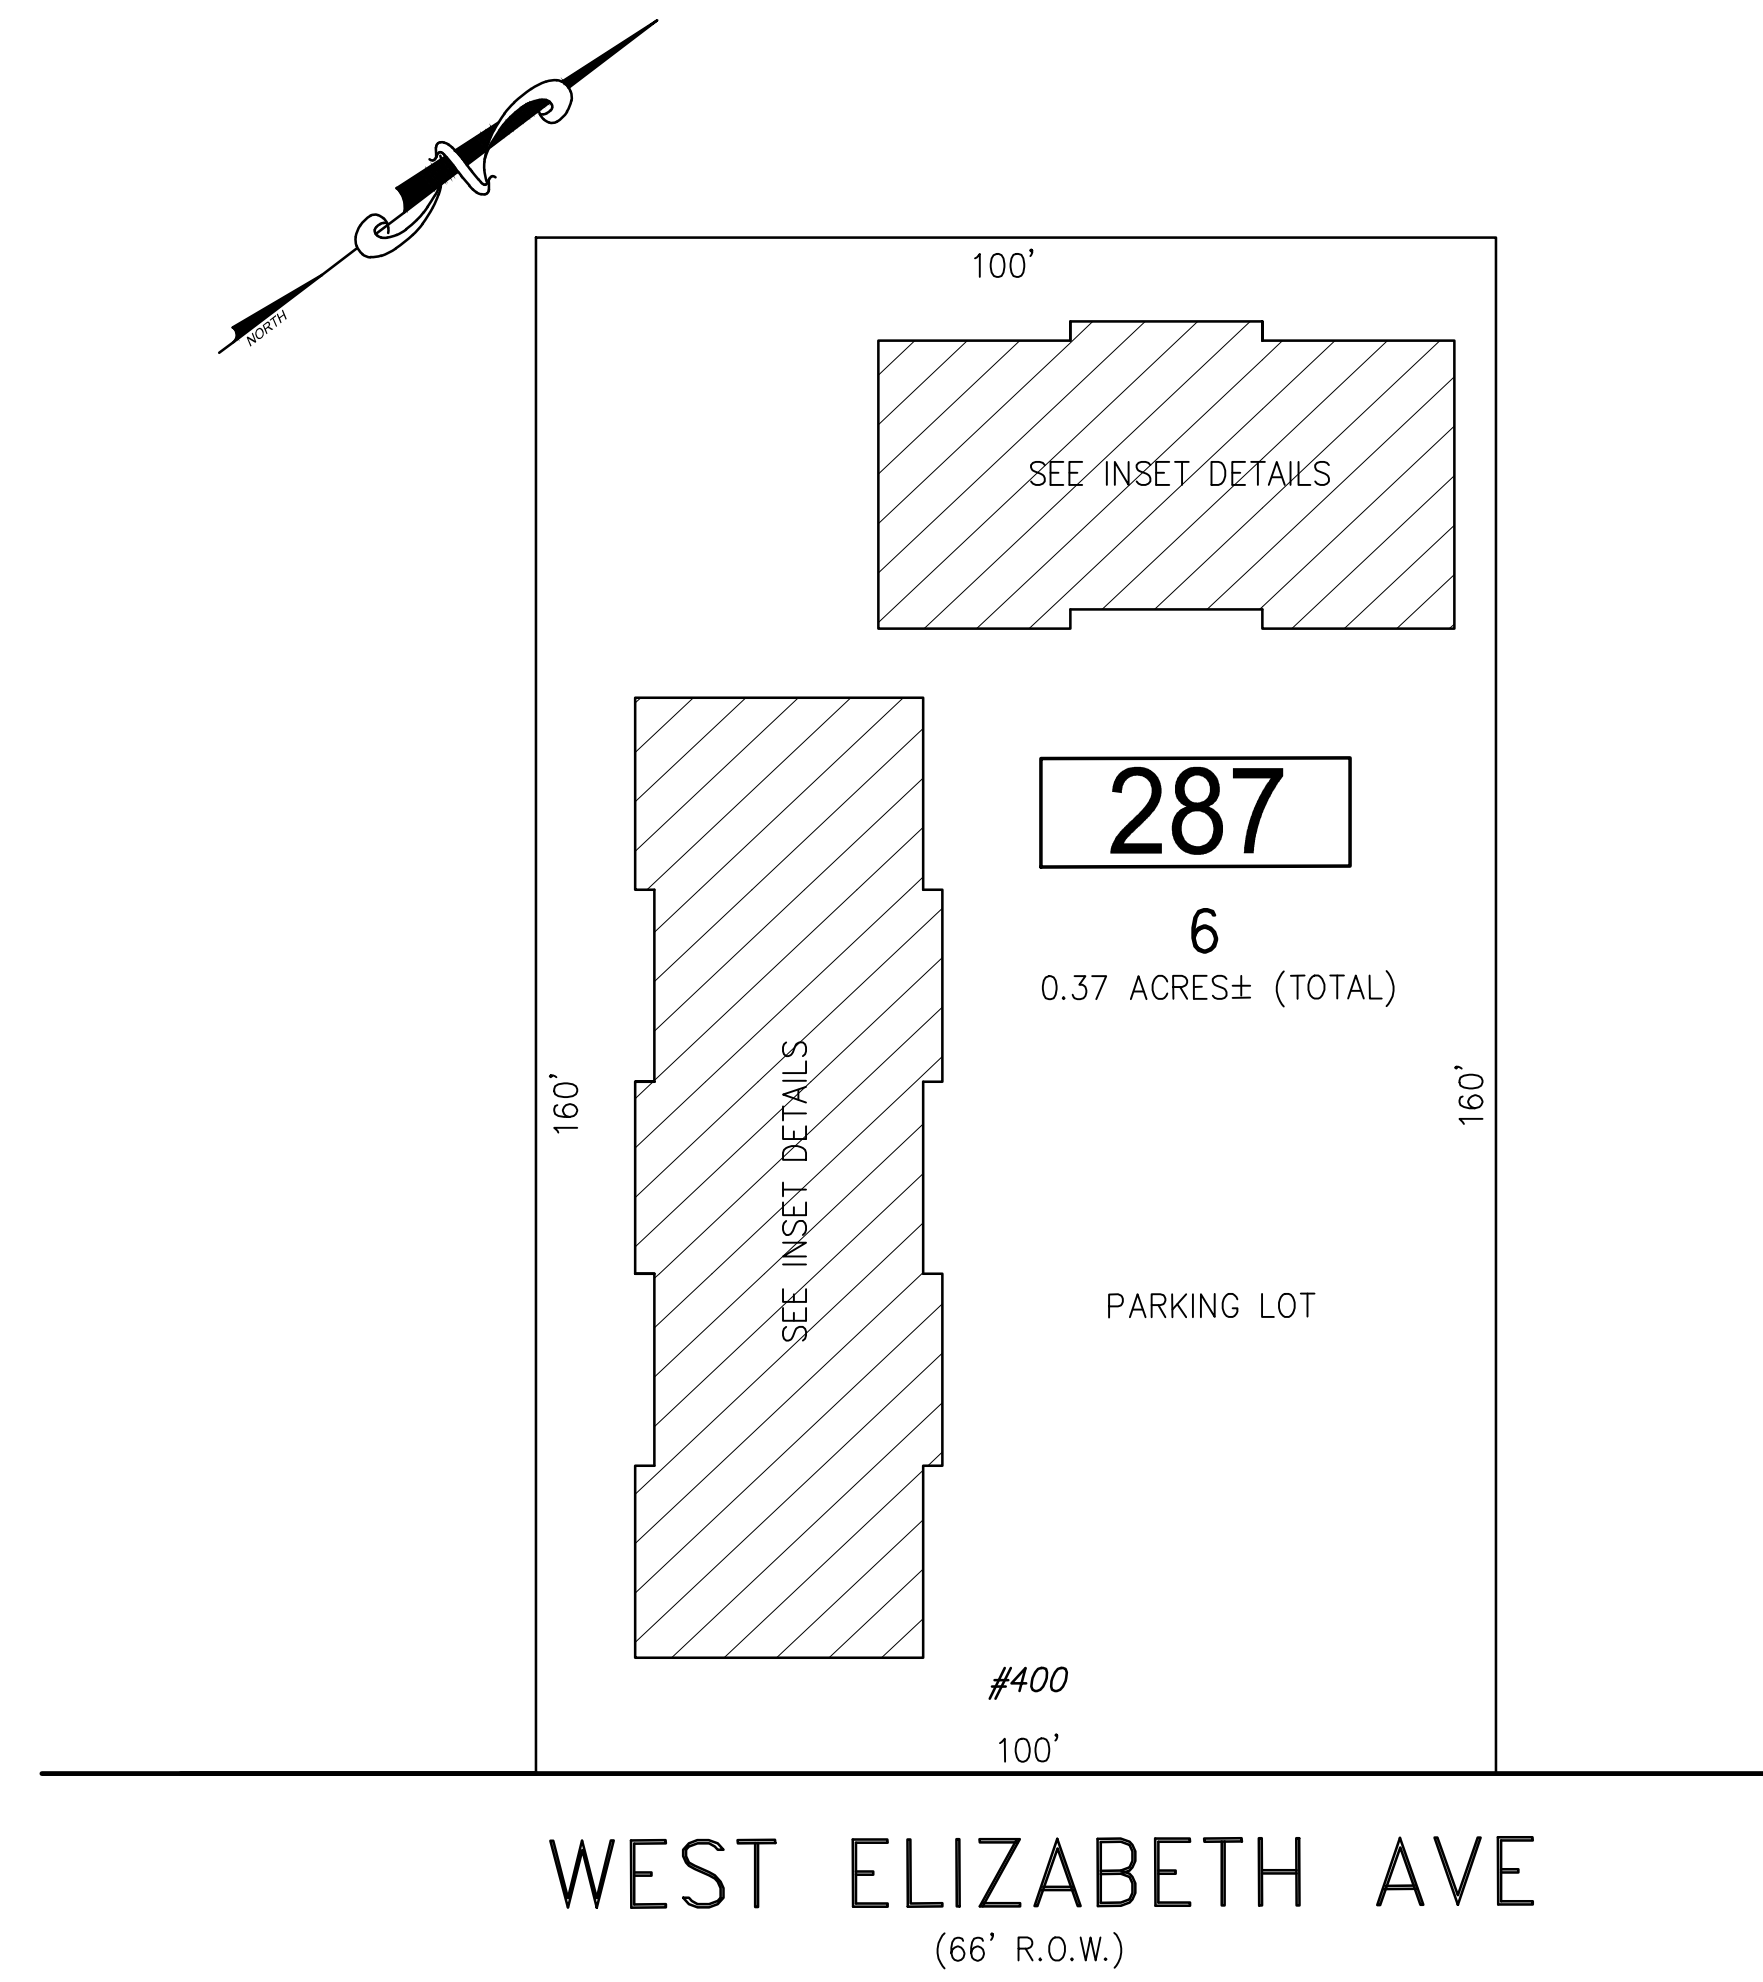 NORTH
100'
SEE INSET DETAILS
287
6
0.37 ACRES± (TOTAL)
160'
SEE INSET DETAILS
160'
PARKING LOT
#400
100'
WEST ELIZABETH AVE
(66' R.O.W.)